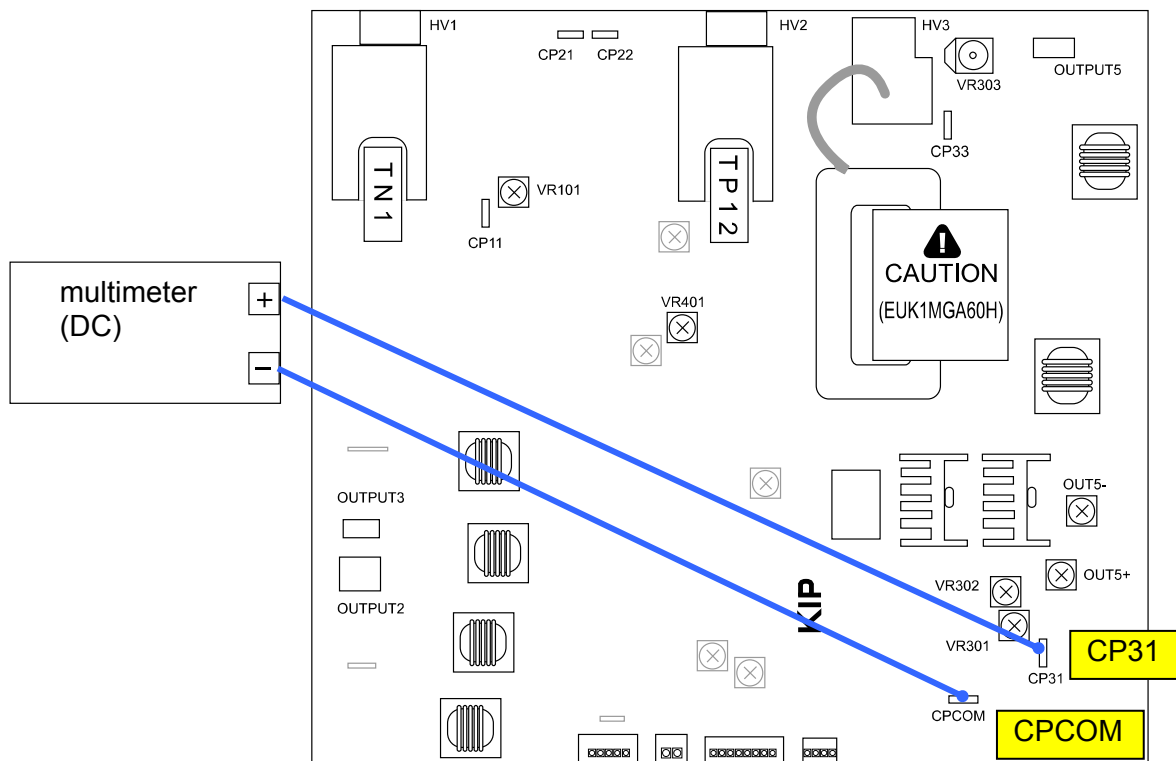 HV1
HV2
HV3
CP21
CP22
VR303
OUTPUT5
CP33
TN1
TP12
VR101
CP11
CAUTION
(EUK1MGA60H)
multimeter
(DC)
+
−
VR401
OUTPUT3
OUTPUT2
OUT5-
OUT5+
VR302
KIP
VR301
CP31
CP31
CPCOM
CPCOM